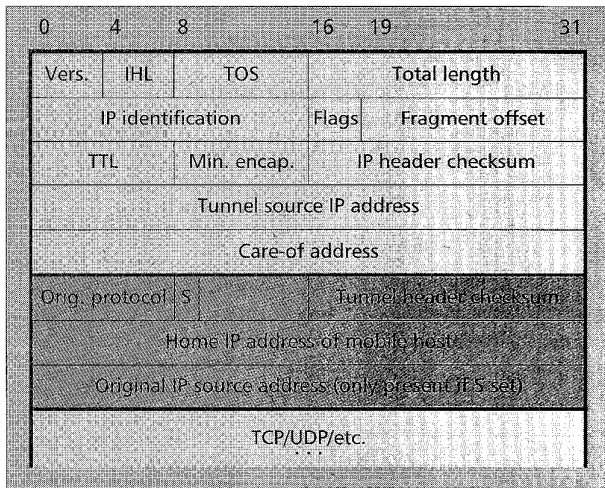 0 4 8 16 19 31
Vers. IHL TOS Total length
IP identification Flags Fragment offset
TTL Min. encap. IP header checksum
Tunnel source IP address
Care-of address
Orig. protocol S Tunnel header checksum
Home IP address of mobile host
Original IP source address (only present if S set)
TCP/UDP/etc.
. . .